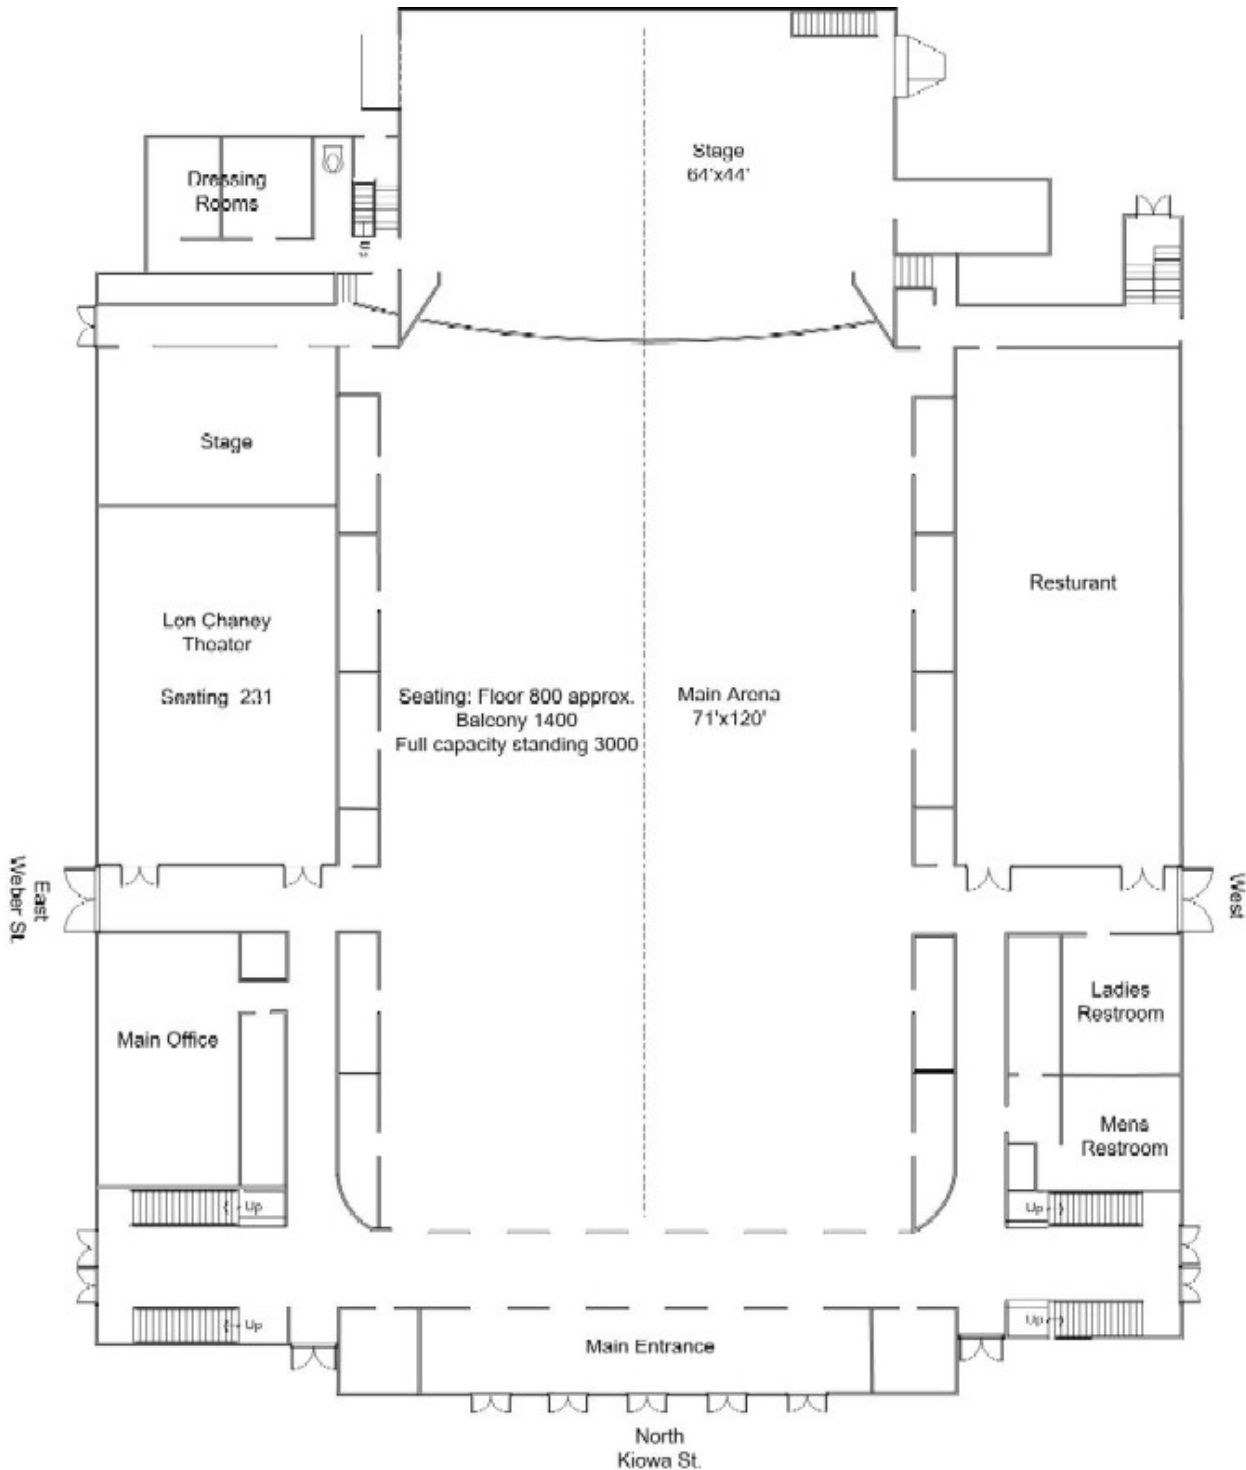 Stage
64'x44'
Dressing
Rooms
Up
Stage
Lon Chaney
Theater
Seating 231
Resturant
Seating: Floor 800 approx.
Balcony 1400
Full capacity standing 3000
Main Arena
71'x120'
East
Weber St.
West
Main Office
Ladies
Restroom
Mens
Restroom
Up
Up
Up
Up
Main Entrance
North
Kiowa St.